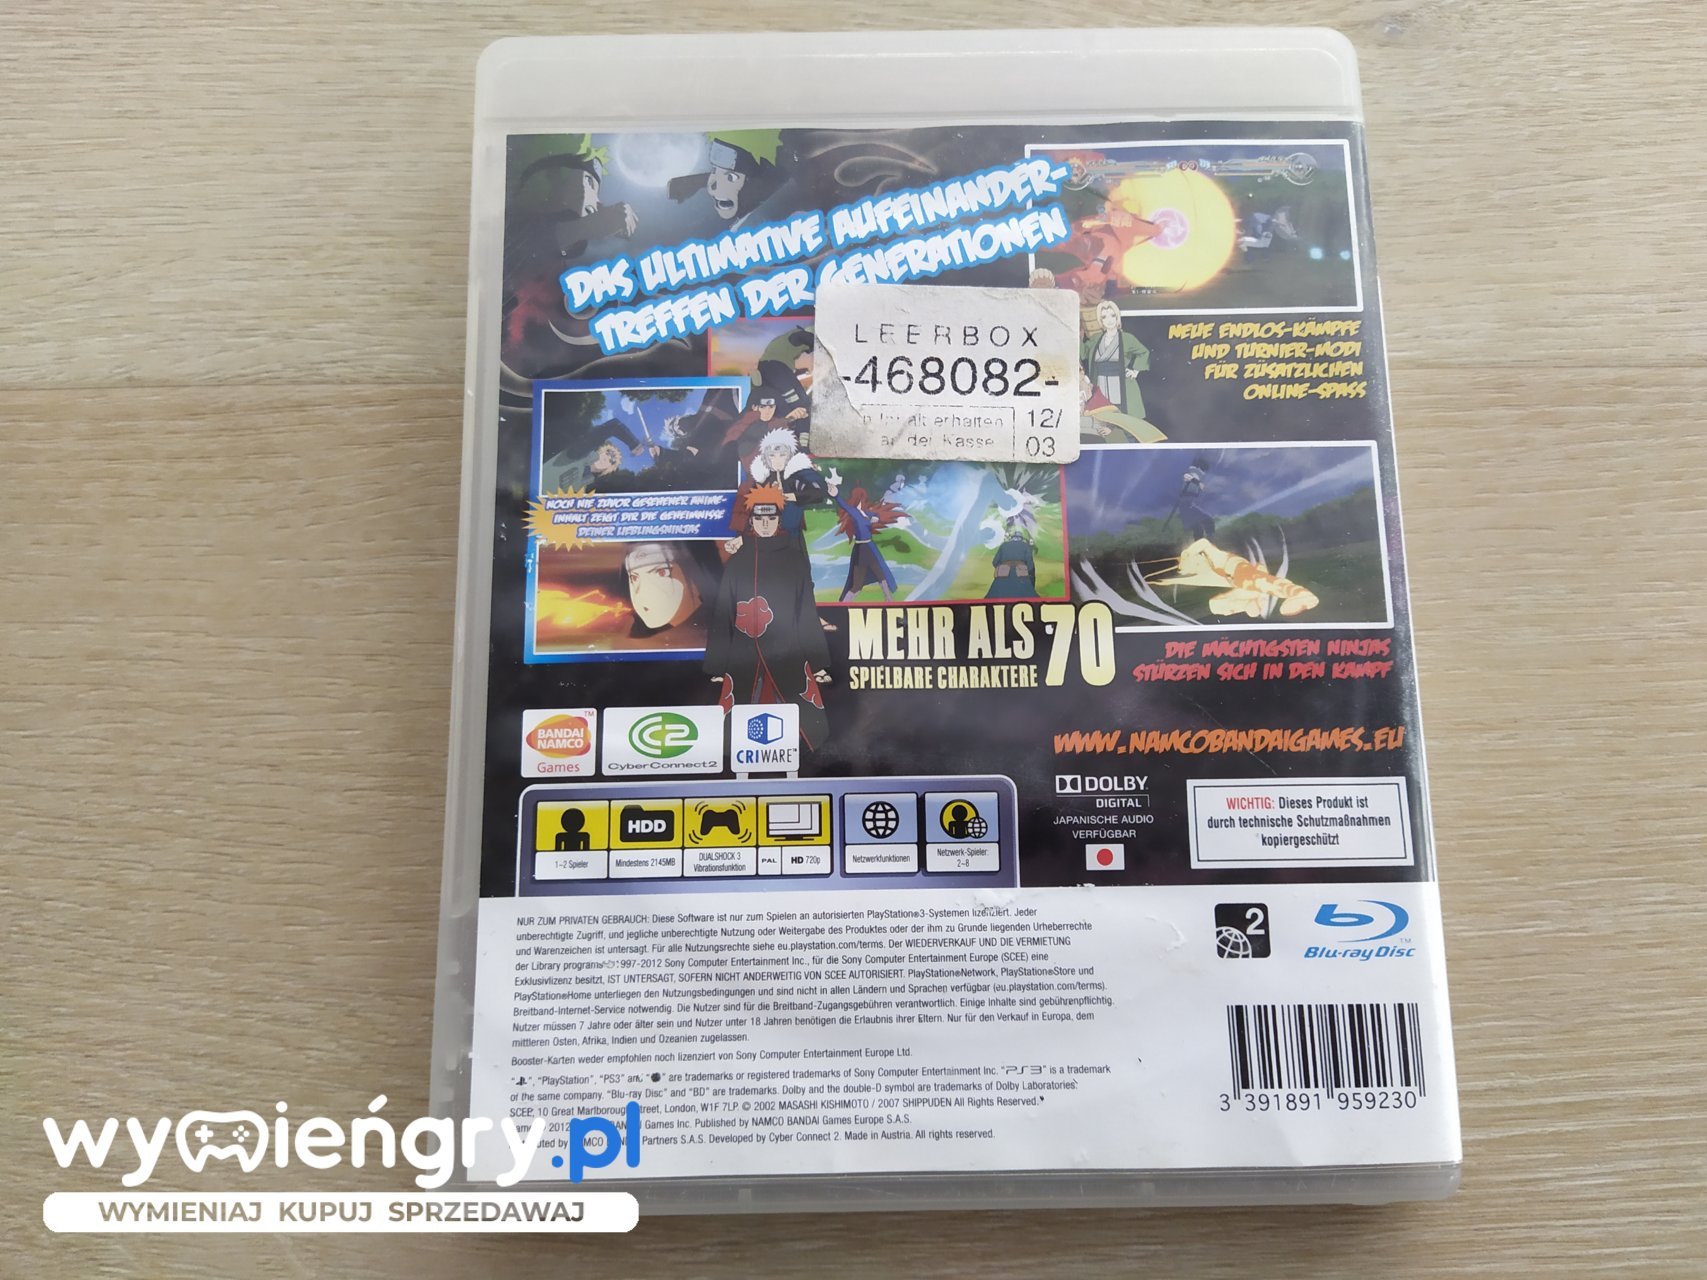 DAS ULTIMATIVE AUFEINANDER-
TREFFEN DER GENERATIONEN
LEERBOX
-468082-
alt erhalten
an der Kasse
12/
03
NEUE ENDLOS-KÄMPFE
UND TURNIER-MODI
FÜR ZUSÄTZLICHEN
ONLINE-SPASS
NOCH NIE ZUVOR GESEHENER ANIME-
INHALT ZEIGT DIR DIE GEHEIMNISSE
DEINER LIEBLINGSNINJAS
MEHR ALS 70
SPIELBARE CHARAKTERE
DIE MÄCHTIGSTEN NINJAS
STÜRZEN SICH IN DEN KAMPF
BANDAI
NAMCO
Games
CyberConnect2
CRIWARE™
WWW.NAMCOBANDAIGAMES.EU
DOLBY
DIGITAL
JAPANISCHE AUDIO
VERFÜGBAR
WICHTIG: Dieses Produkt ist
durch technische Schutzmaßnahmen
kopiergeschützt
HDD
1-2 Spieler
Mindestens 2145MB
DUALSHOCK 3
Vibrationsfunktion
PAL
HD 720p
Netzwerkfunktionen
Netzwerk-Spieler:
2-8
NUR ZUM PRIVATEN GEBRAUCH: Diese Software ist nur zum Spielen an autorisierten PlayStation®3-Systemen lizenziert. Jeder
unberechtigte Zugriff, und jegliche unberechtigte Nutzung oder Weitergabe des Produktes oder der ihm zu Grunde liegenden Urheberrechte
und Warenzeichen ist untersagt. Für alle Nutzungsrechte siehe eu.playstation.com/terms. Der WIEDERVERKAUF UND DIE VERMIETUNG
der Library programs ©1997-2012 Sony Computer Entertainment Inc., für die Sony Computer Entertainment Europe (SCEE) eine
Exklusivlizenz besitzt, IST UNTERSAGT, SOFERN NICHT ANDERWEITIG VON SCEE AUTORISIERT. PlayStation®Network, PlayStation®Store und
PlayStation®Home unterliegen den Nutzungsbedingungen und sind nicht in allen Ländern und Sprachen verfügbar (eu.playstation.com/terms).
Breitband-Internet-Service notwendig. Die Nutzer sind für die Breitband-Zugangsgebühren verantwortlich. Einige Inhalte sind gebührenpflichtig.
Nutzer müssen 7 Jahre oder älter sein und Nutzer unter 18 Jahren benötigen die Erlaubnis ihrer Eltern. Nur für den Verkauf in Europa, dem
mittleren Osten, Afrika, Indien und Ozeanien zugelassen.
Booster-Karten weder empfohlen noch lizenziert von Sony Computer Entertainment Europe Ltd.
"", "PlayStation", "PS3" and "" are trademarks or registered trademarks of Sony Computer Entertainment Inc. "PS3" is a trademark
of the same company. "Blu-ray Disc" and "BD" are trademarks. Dolby and the double-D symbol are trademarks of Dolby Laboratories.
SCEE, 10 Great Marlborough Street, London, W1F 7LP. © 2002 MASASHI KISHIMOTO / 2007 SHIPPUDEN All Rights Reserved.
2012 Games Inc. Published by NAMCO BANDAI Games Europe S.A.S.
by NAMCO Partners S.A.S. Developed by Cyber Connect 2. Made in Austria. All rights reserved.
2
Blu-ray Disc™
3 391891 959230
wymieńgry.pl
WYMIENIAJ KUPUJ SPRZEDAWAJ